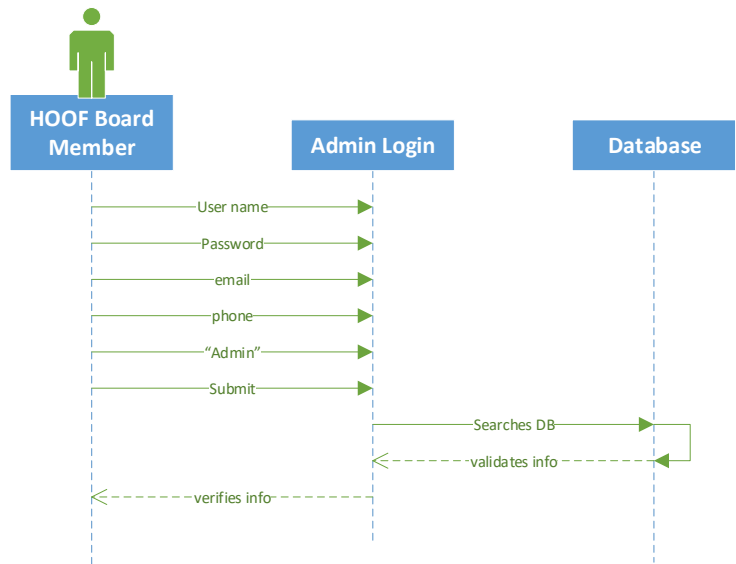 HOOF Board
Member
Admin Login
Database
User name
Password
email
phone
“Admin”
Submit
Searches DB
validates info
verifies info